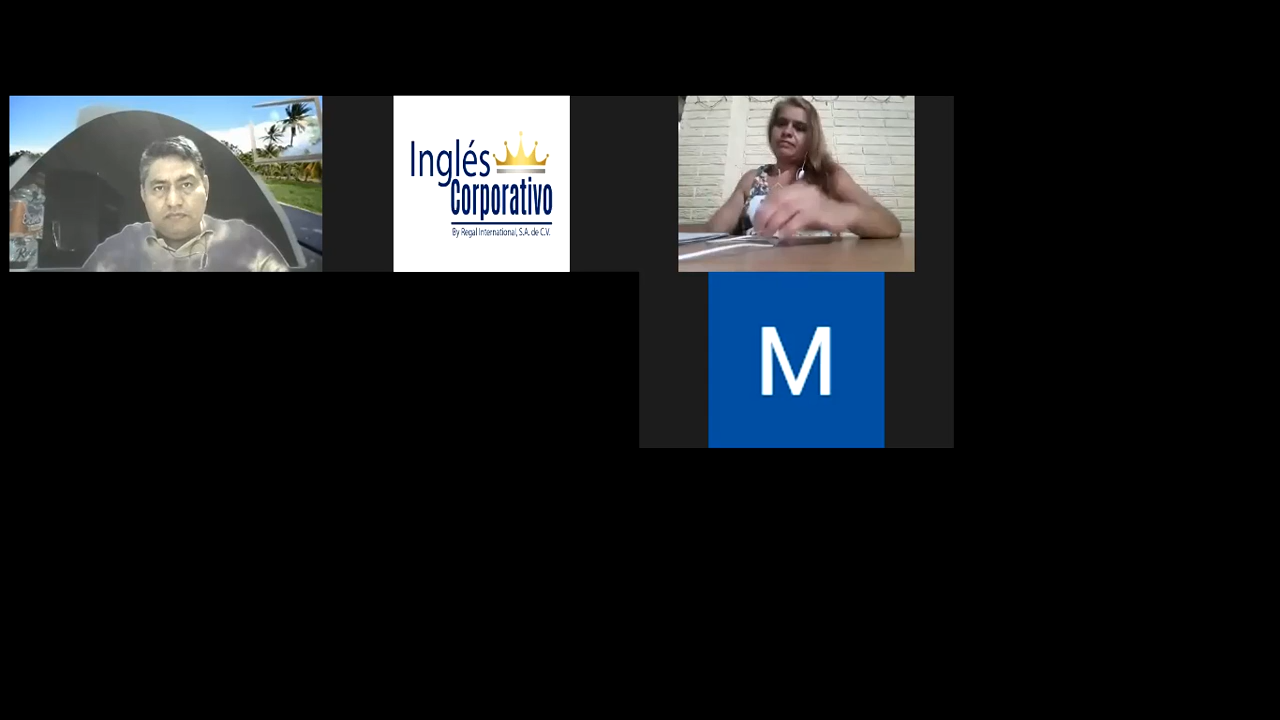 Inglés
Corporativo
By Regal International, S.A. de C.V.
M